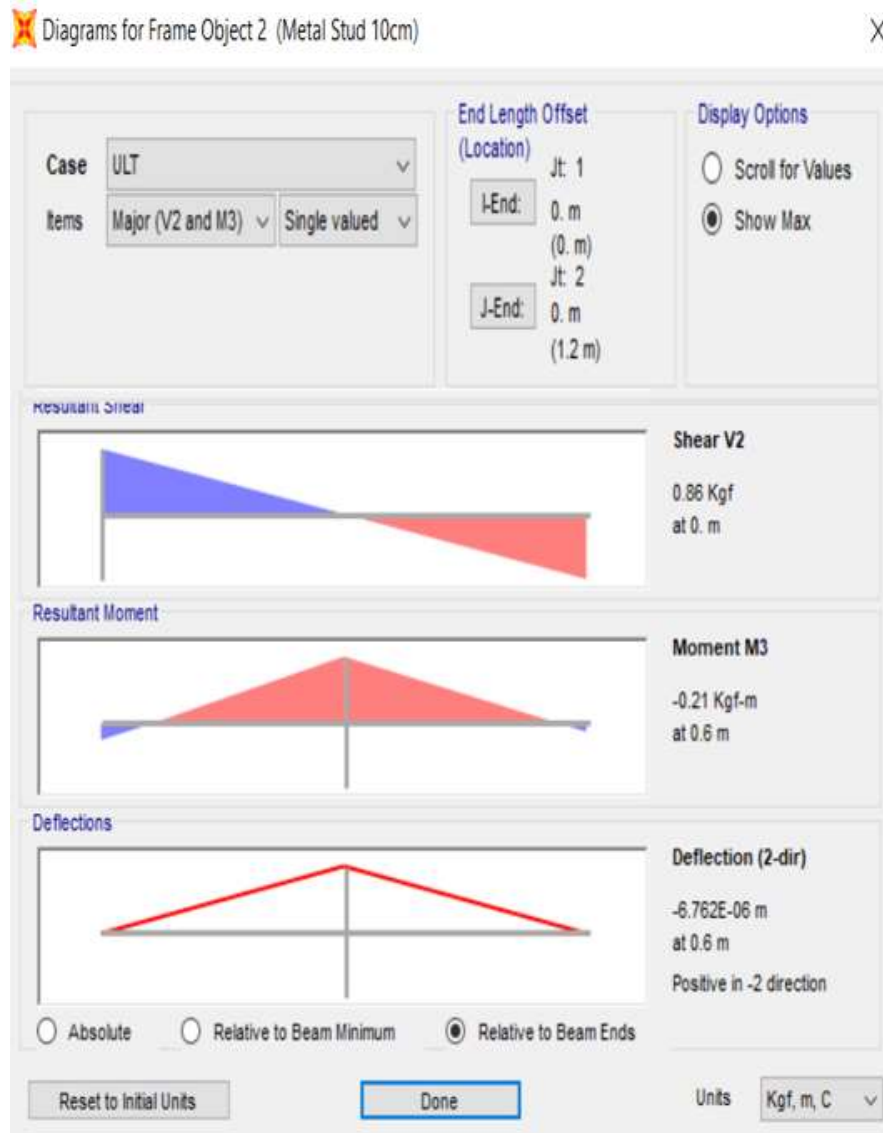 Diagrams for Frame Object 2 (Metal Stud 10cm)
X
Case
ULT
Items
Major (V2 and M3)
Single valued
End Length Offset
(Location)
I-End:
Jt: 1
0. m
(0. m)
J-End:
Jt: 2
0. m
(1.2 m)
Display Options
Scroll for Values
Show Max
Resultant Shear
Shear V2
0.86 Kgf
at 0. m
Resultant Moment
Moment M3
-0.21 Kgf-m
at 0.6 m
Deflections
Deflection (2-dir)
-6.762E-06 m
at 0.6 m
Positive in -2 direction
Absolute
Relative to Beam Minimum
Relative to Beam Ends
Reset to Initial Units
Done
Units
Kgf, m, C